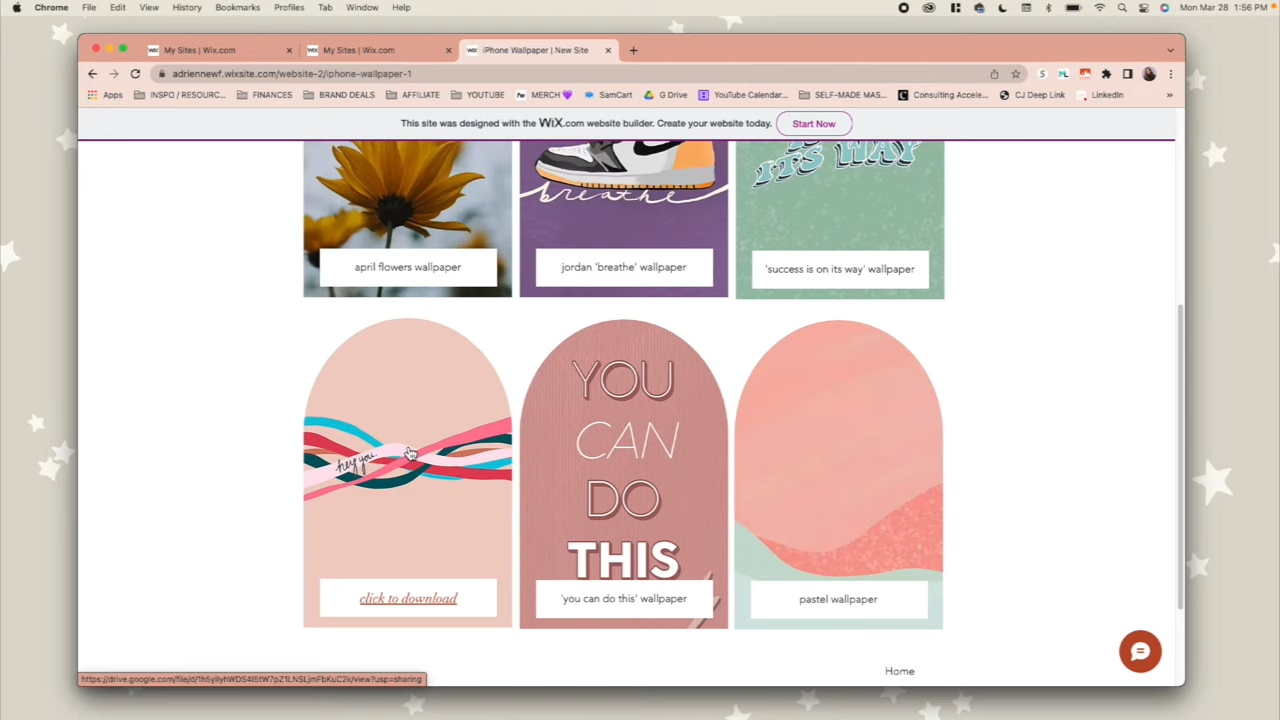 Chrome File Edit View History Bookmarks Profiles Tab Window Help Mon Mar 28 1:56 PM
My Sites | Wix.com My Sites | Wix.com iPhone Wallpaper | New Site
adriennewf.wixsite.com/website-2/iphone-wallpaper-1
Apps INSPO / RESOURC... FINANCES BRAND DEALS AFFILIATE YOUTUBE MERCH💜 SamCart G Drive YouTube Calendar... SELF-MADE MAS... Consulting Accele... CJ Deep Link LinkedIn »
This site was designed with the WiX.com website builder. Create your website today. Start Now
ITS WAY
breathe
april flowers wallpaper
jordan 'breathe' wallpaper
'success is on its way' wallpaper
hey you.
click to download
YOU
CAN
DO
THIS
'you can do this' wallpaper
pastel wallpaper
Home